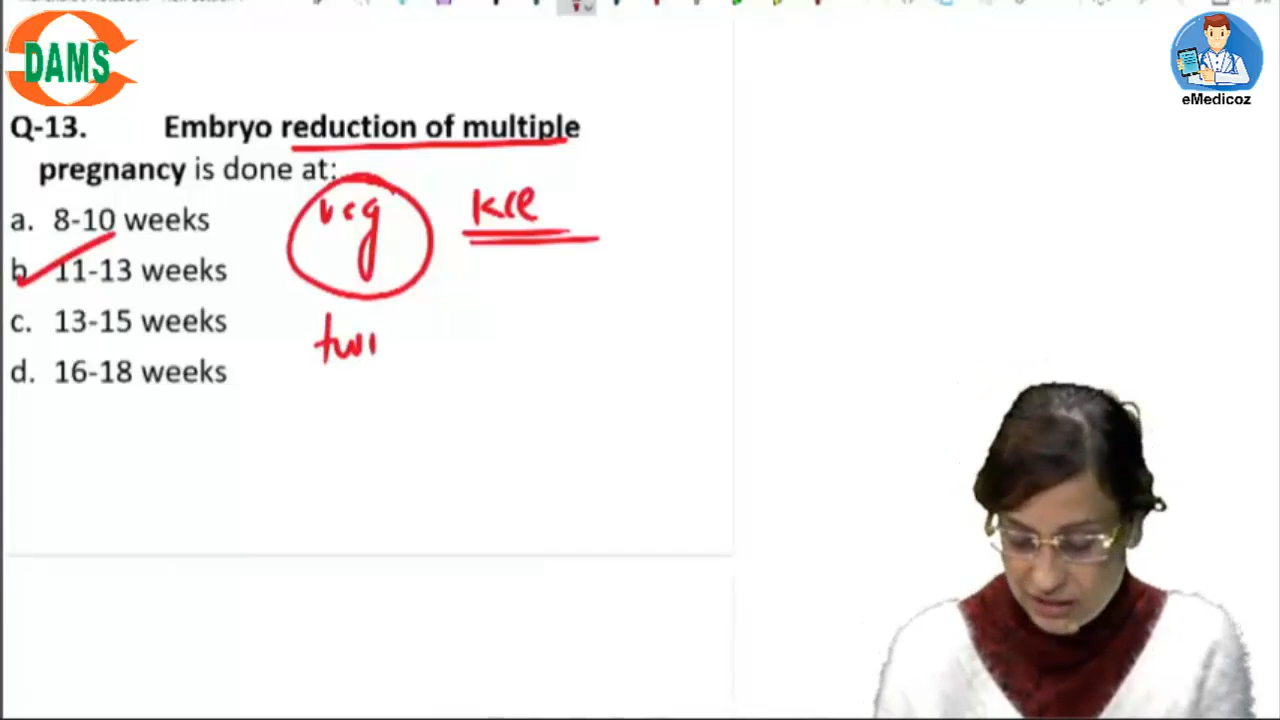 DAMS
eMedicoz
Q-13. Embryo reduction of multiple
pregnancy is done at:
a. 8-10 weeks
b. 11-13 weeks
c. 13-15 weeks
d. 16-18 weeks
kcl